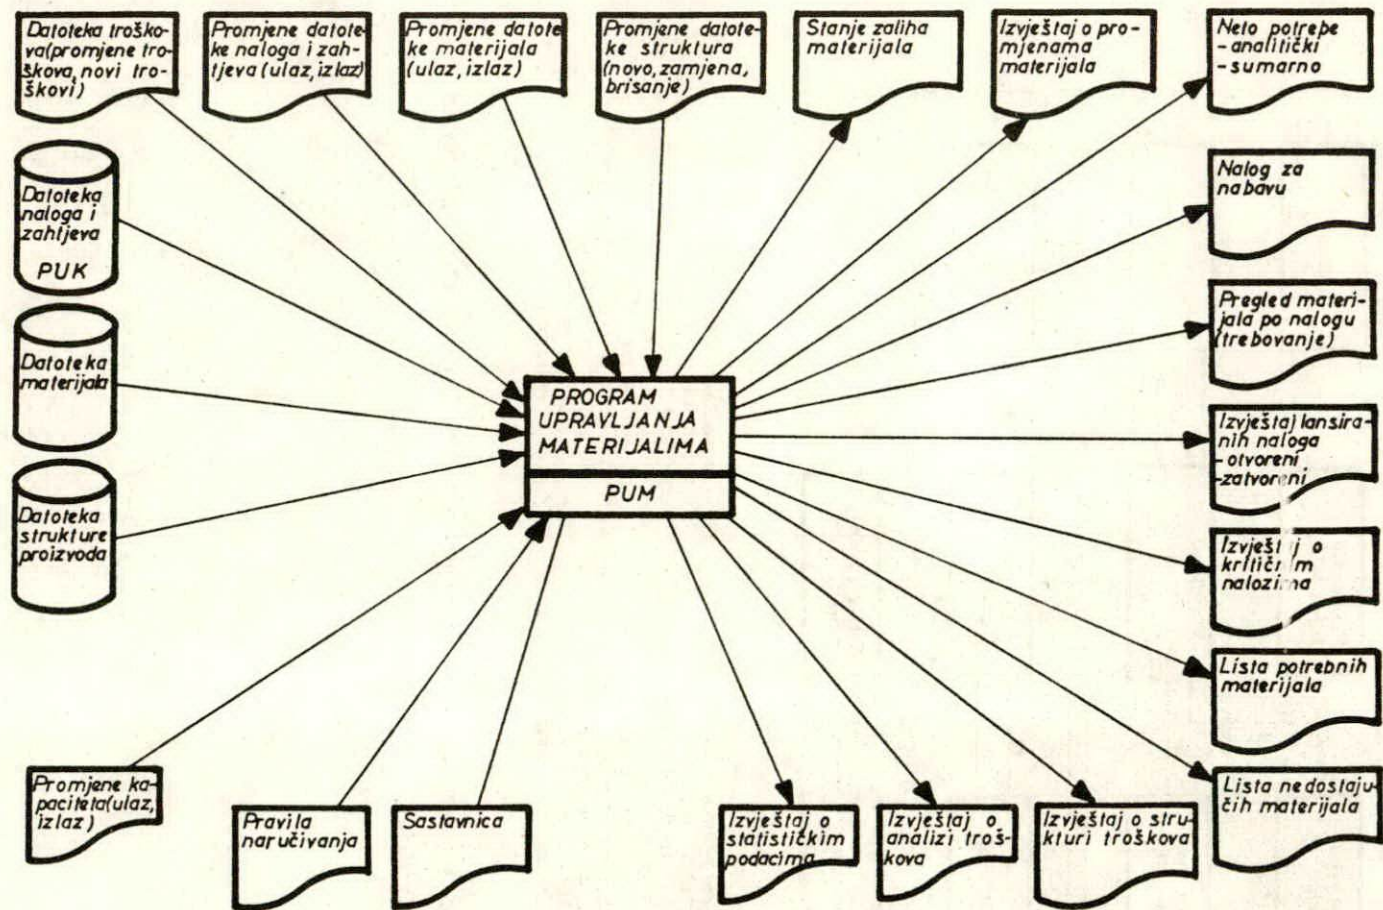 Datoteka troško-
va(promjene tro-
škova, novi tro-
škovi)
Promjene datote-
ke naloga i zah-
tjeva (ulaz, izlaz)
Promjene datote
ke materijala
(ulaz, izlaz)
Promjene datote-
ke struktura
(novo, zamjena,
brisanje)
Stanje zaliha
materijala
Izvještaj o pro-
mjenama
materijala
Neto potrebe
- analitički
- sumarno
Datoteka
naloga i
zahtjeva
PUK
Nalog za
nabavu
Datoteka
materijala
Pregled materi-
jala po nalogu
(trebovanje)
PROGRAM
UPRAVLJANJA
MATERIJALIMA
PUM
Izvještaj lansira-
nih naloga
- otvoreni
- zatvoreni
Datoteka
strukture
proizvoda
Izvještaj o
kritičnim
nalozima
Lista potrebnih
materijala
Promjene ka-
paciteta(ulaz,
izlaz)
Pravila
naručivanja
Sastavnica
Izvještaj o
statističkim
podacima
Izvještaj o
analizi troš-
kova
Izvještaj o stru-
kturi troškova
Lista nedostaju-
čih materijala